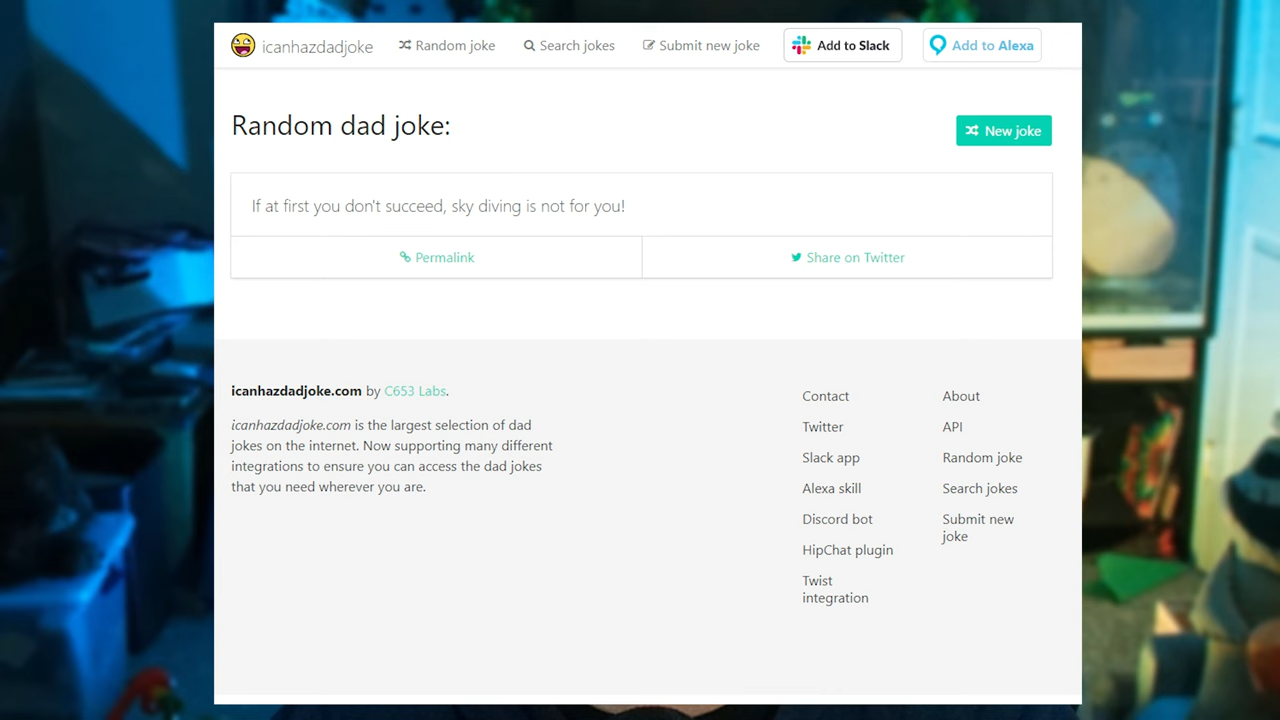 icanhazdadjoke Random joke Search jokes Submit new joke Add to Slack Add to Alexa
Random dad joke:
New joke
If at first you don't succeed, sky diving is not for you!
Permalink Share on Twitter
icanhazdadjoke.com by C653 Labs.
icanhazdadjoke.com is the largest selection of dad
jokes on the internet. Now supporting many different
integrations to ensure you can access the dad jokes
that you need wherever you are.
Contact
Twitter
Slack app
Alexa skill
Discord bot
HipChat plugin
Twist
integration
About
API
Random joke
Search jokes
Submit new
joke